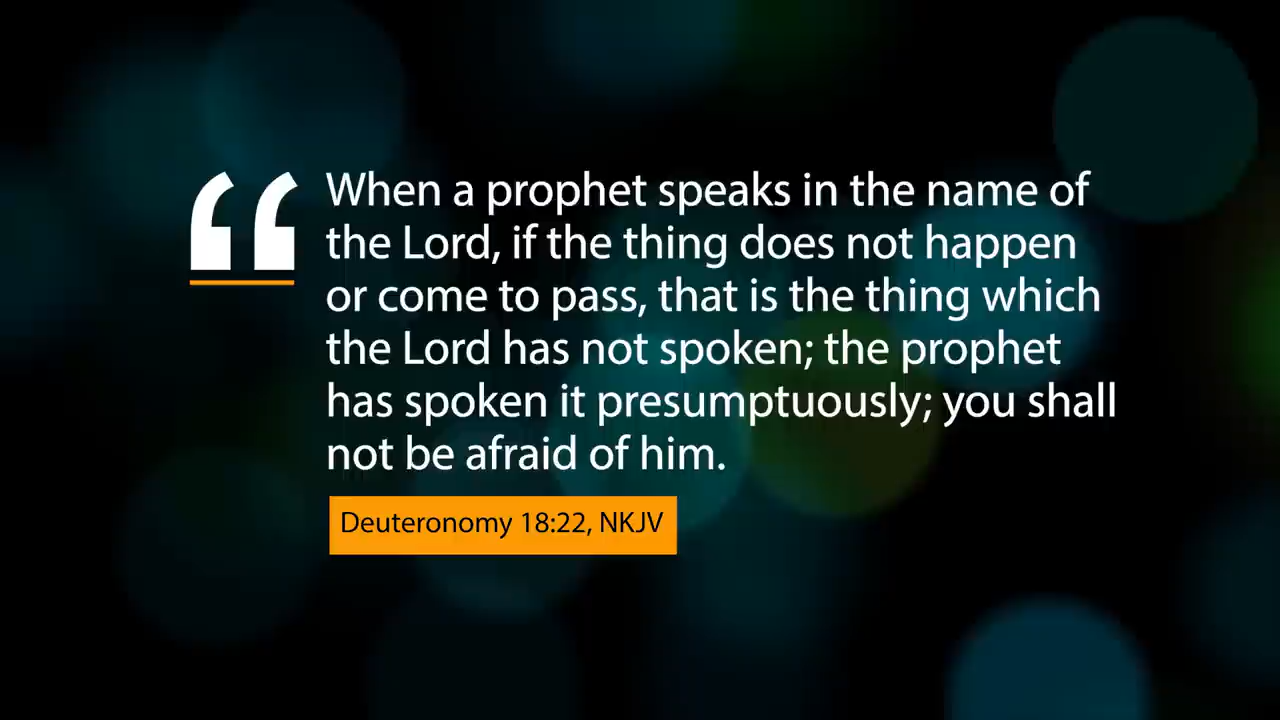 “
When a prophet speaks in the name of
the Lord, if the thing does not happen
or come to pass, that is the thing which
the Lord has not spoken; the prophet
has spoken it presumptuously; you shall
not be afraid of him.
Deuteronomy 18:22, NKJV